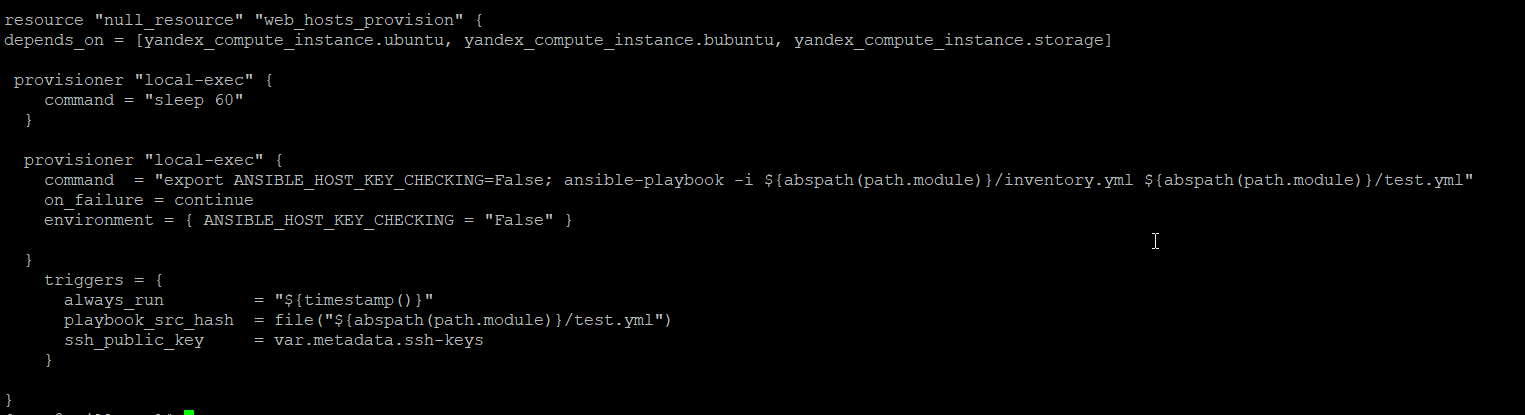 resource "null_resource" "web_hosts_provision" {
depends_on = [yandex_compute_instance.ubuntu, yandex_compute_instance.bubuntu, yandex_compute_instance.storage]
provisioner "local-exec" {
command = "sleep 60"
}
provisioner "local-exec" {
command  = "export ANSIBLE_HOST_KEY_CHECKING=False; ansible-playbook -i ${abspath(path.module)}/inventory.yml ${abspath(path.module)}/test.yml"
on_failure = continue
environment = { ANSIBLE_HOST_KEY_CHECKING = "False" }
}
triggers = {
always_run         = "${timestamp()}"
playbook_src_hash  = file("${abspath(path.module)}/test.yml")
ssh_public_key     = var.metadata.ssh-keys
}
}